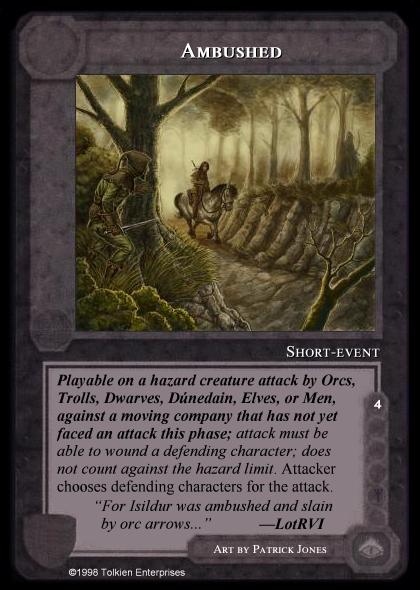 AMBUSHED
SHORT-EVENT
Playable on a hazard creature attack by Orcs,
Trolls, Dwarves, Dúnedain, Elves, or Men,
against a moving company that has not yet
faced an attack this phase; attack must be
able to wound a defending character; does
not count against the hazard limit. Attacker
chooses defending characters for the attack.
4
"For Isildur was ambushed and slain
by orc arrows..." —LotRVI
ART BY PATRICK JONES
©1998 Tolkien Enterprises